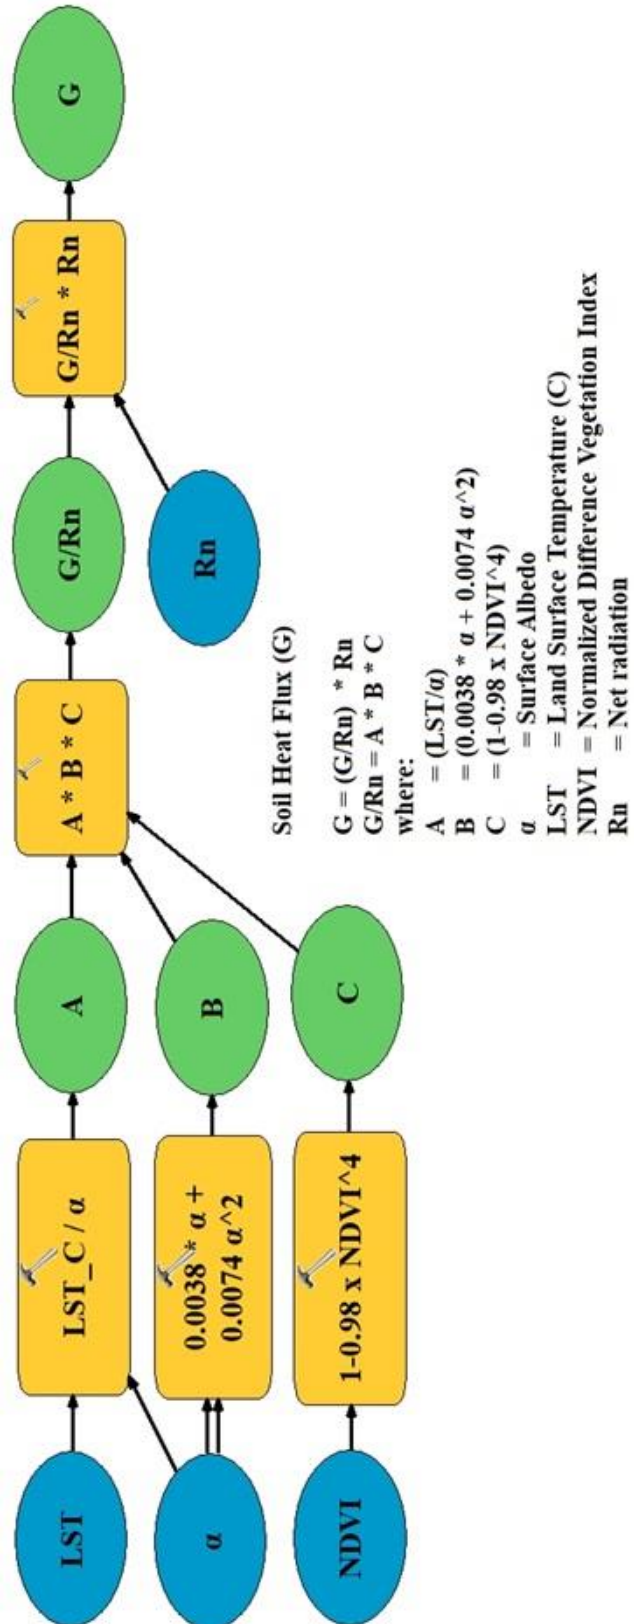 LST
LST_C / α
A
A * B * C
G/Rn
G/Rn * Rn
G
α
0.0038 * α +
0.0074 α^2
B
Rn
NDVI
1-0.98 x NDVI^4
C
Soil Heat Flux (G)
G = (G/Rn) * Rn
G/Rn = A * B * C
where:
A = (LST/α)
B = (0.0038 * α + 0.0074 α^2)
C = (1-0.98 x NDVI^4)
α = Surface Albedo
LST = Land Surface Temperature (C)
NDVI = Normalized Difference Vegetation Index
Rn = Net radiation